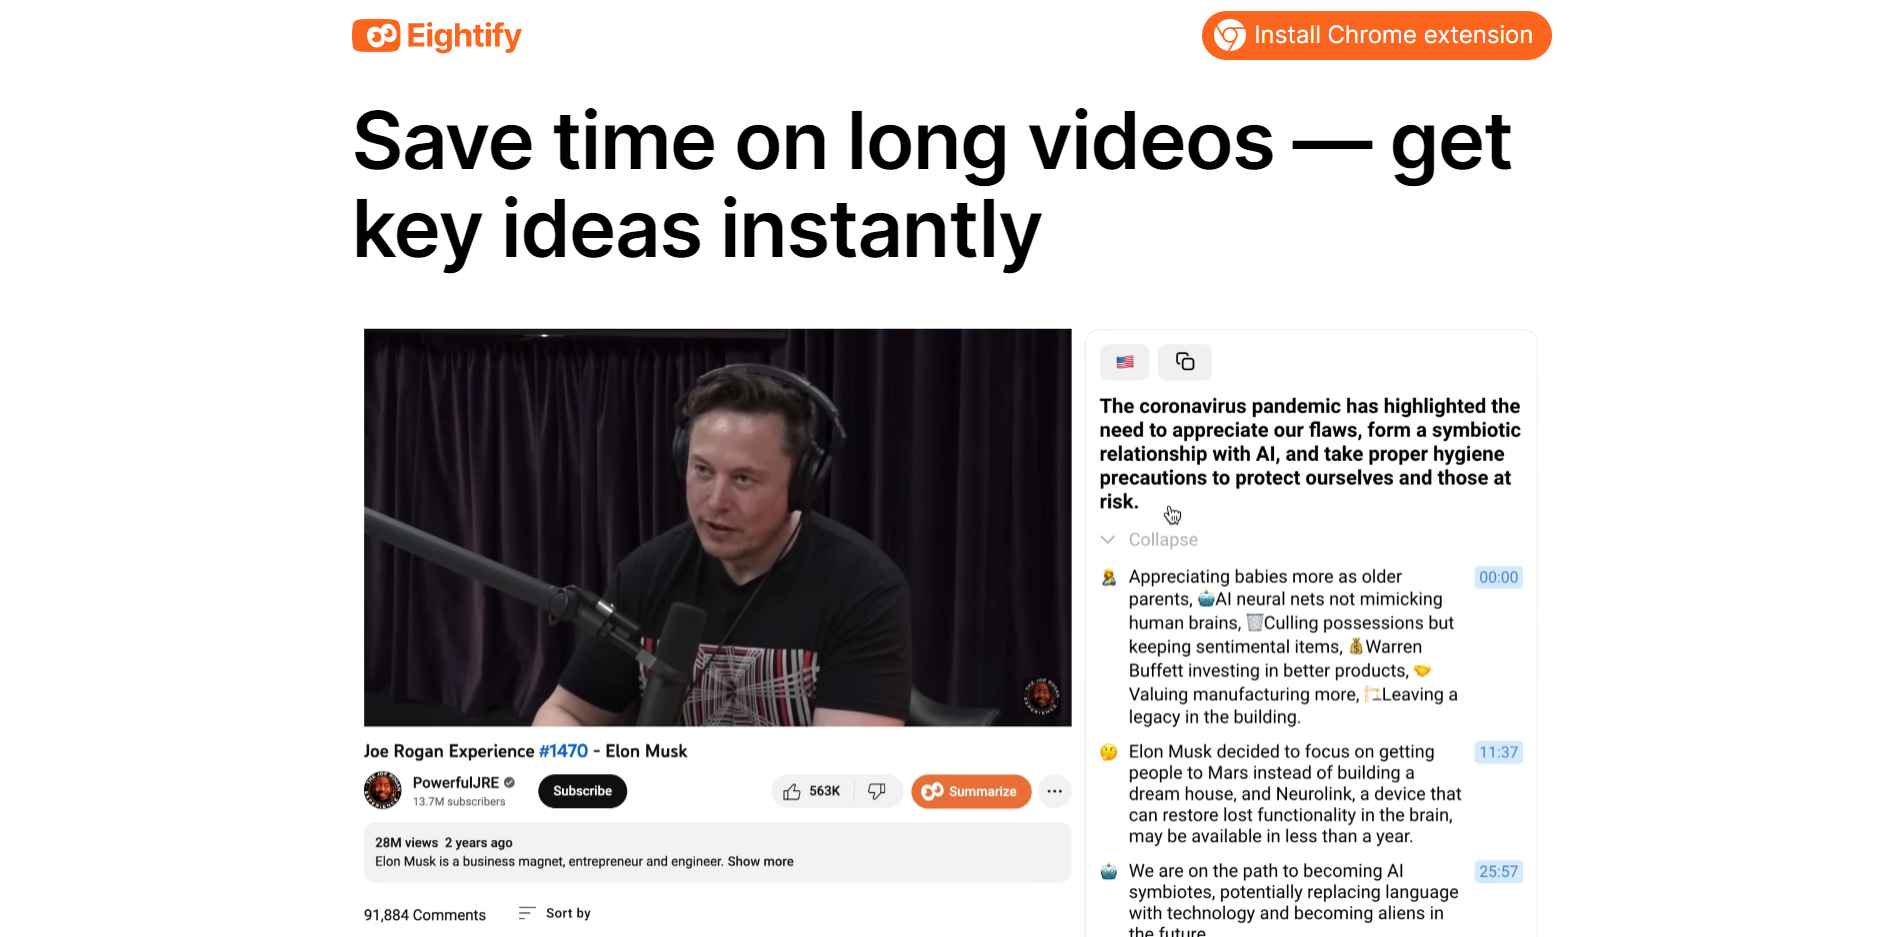 Eightify
Install Chrome extension
Save time on long videos — get
key ideas instantly
Joe Rogan Experience #1470 - Elon Musk
PowerfulJRE
13.7M subscribers
Subscribe
563K
Summarize
28M views 2 years ago
Elon Musk is a business magnet, entrepreneur and engineer. Show more
91,884 Comments
Sort by
The coronavirus pandemic has highlighted the
need to appreciate our flaws, form a symbiotic
relationship with AI, and take proper hygiene
precautions to protect ourselves and those at
risk.
Collapse
Appreciating babies more as older
parents, 🤖AI neural nets not mimicking
human brains, 🗑️Culling possessions but
keeping sentimental items, 💰Warren
Buffett investing in better products, 🤝
Valuing manufacturing more, 🏗️Leaving a
legacy in the building.
00:00
Elon Musk decided to focus on getting
people to Mars instead of building a
dream house, and Neurolink, a device that
can restore lost functionality in the brain,
may be available in less than a year.
11:37
We are on the path to becoming AI
symbiotes, potentially replacing language
with technology and becoming aliens in
the future
25:57